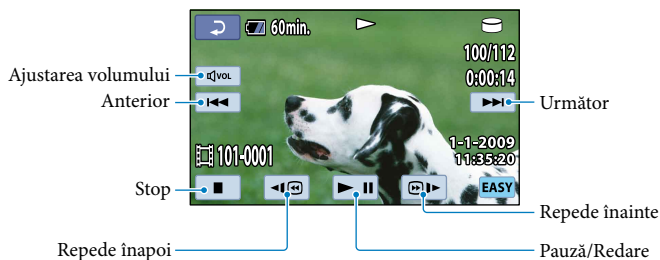 60min.
100/112
Ajustarea volumului
VOL
0:00:14
Anterior
Următor
1-1-2009
101-0001
11:35:20
Stop
EASY
Repede înainte
Repede înapoi
Pauză/Redare